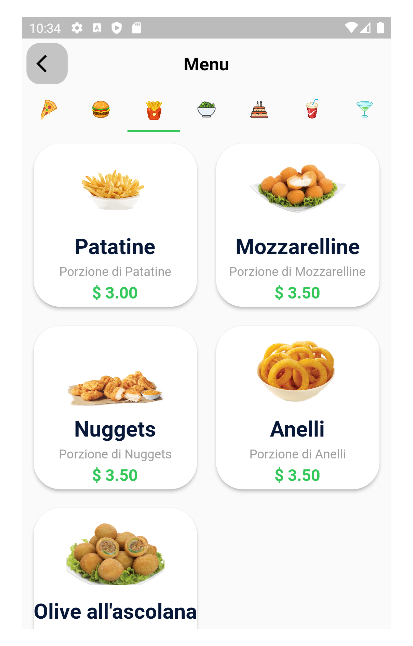 10:34
Menu
Patatine
Porzione di Patatine
$ 3.00
Mozzarelline
Porzione di Mozzarelline
$ 3.50
Nuggets
Porzione di Nuggets
$ 3.50
Anelli
Porzione di Anelli
$ 3.50
Olive all'ascolana